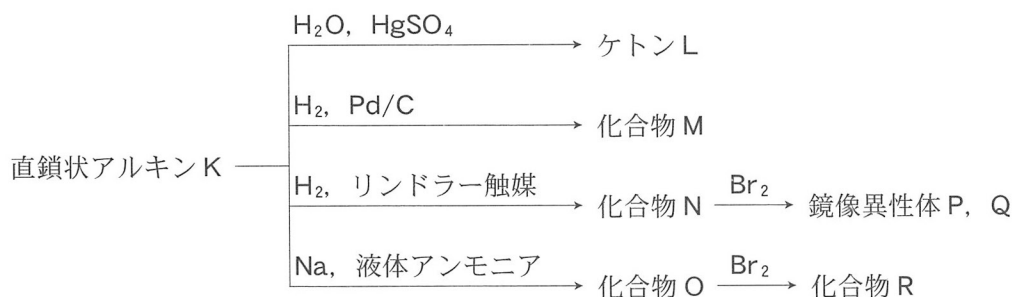 H₂O, HgSO₄
ケトンL
H₂, Pd/C
化合物M
直鎖状アルキンK
H₂, リンドラー触媒
化合物N
Br₂
鏡像異性体P, Q
Na, 液体アンモニア
化合物O
Br₂
化合物R